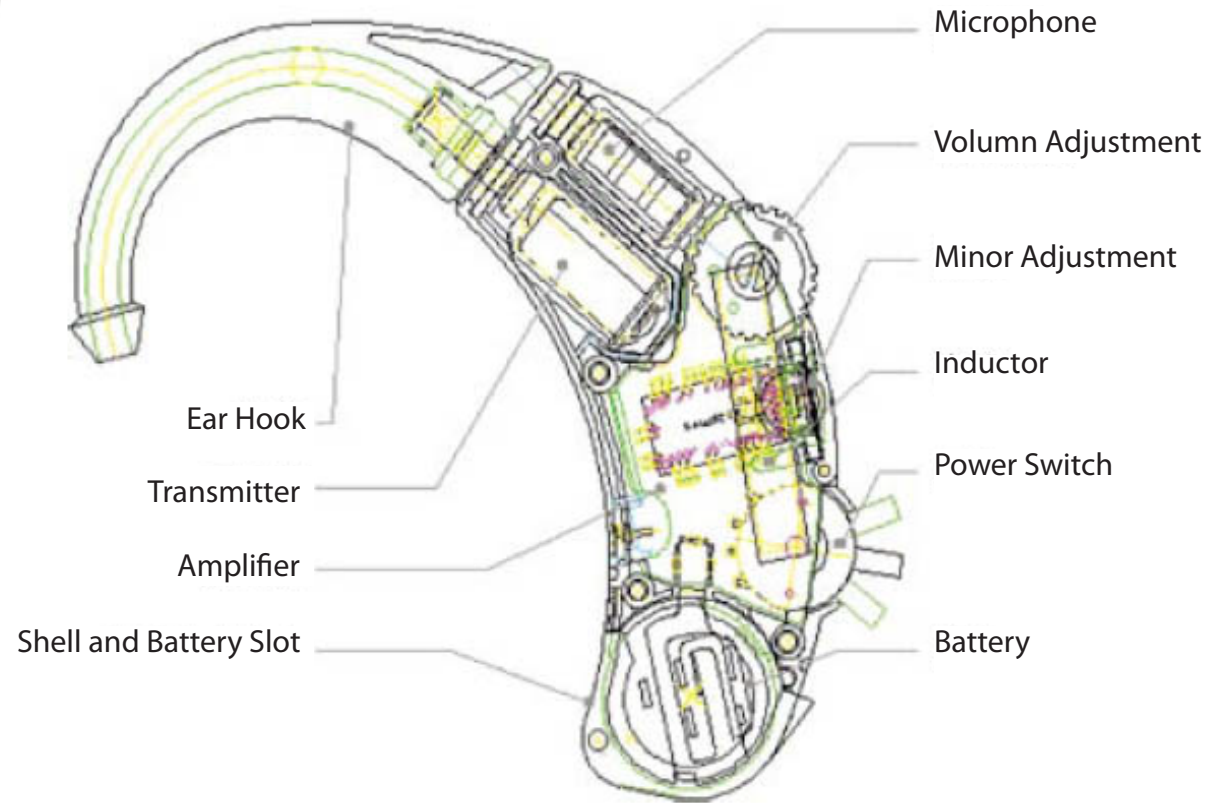 Microphone
Volumn Adjustment
Minor Adjustment
Inductor
Power Switch
Battery
Ear Hook
Transmitter
Amplifier
Shell and Battery Slot